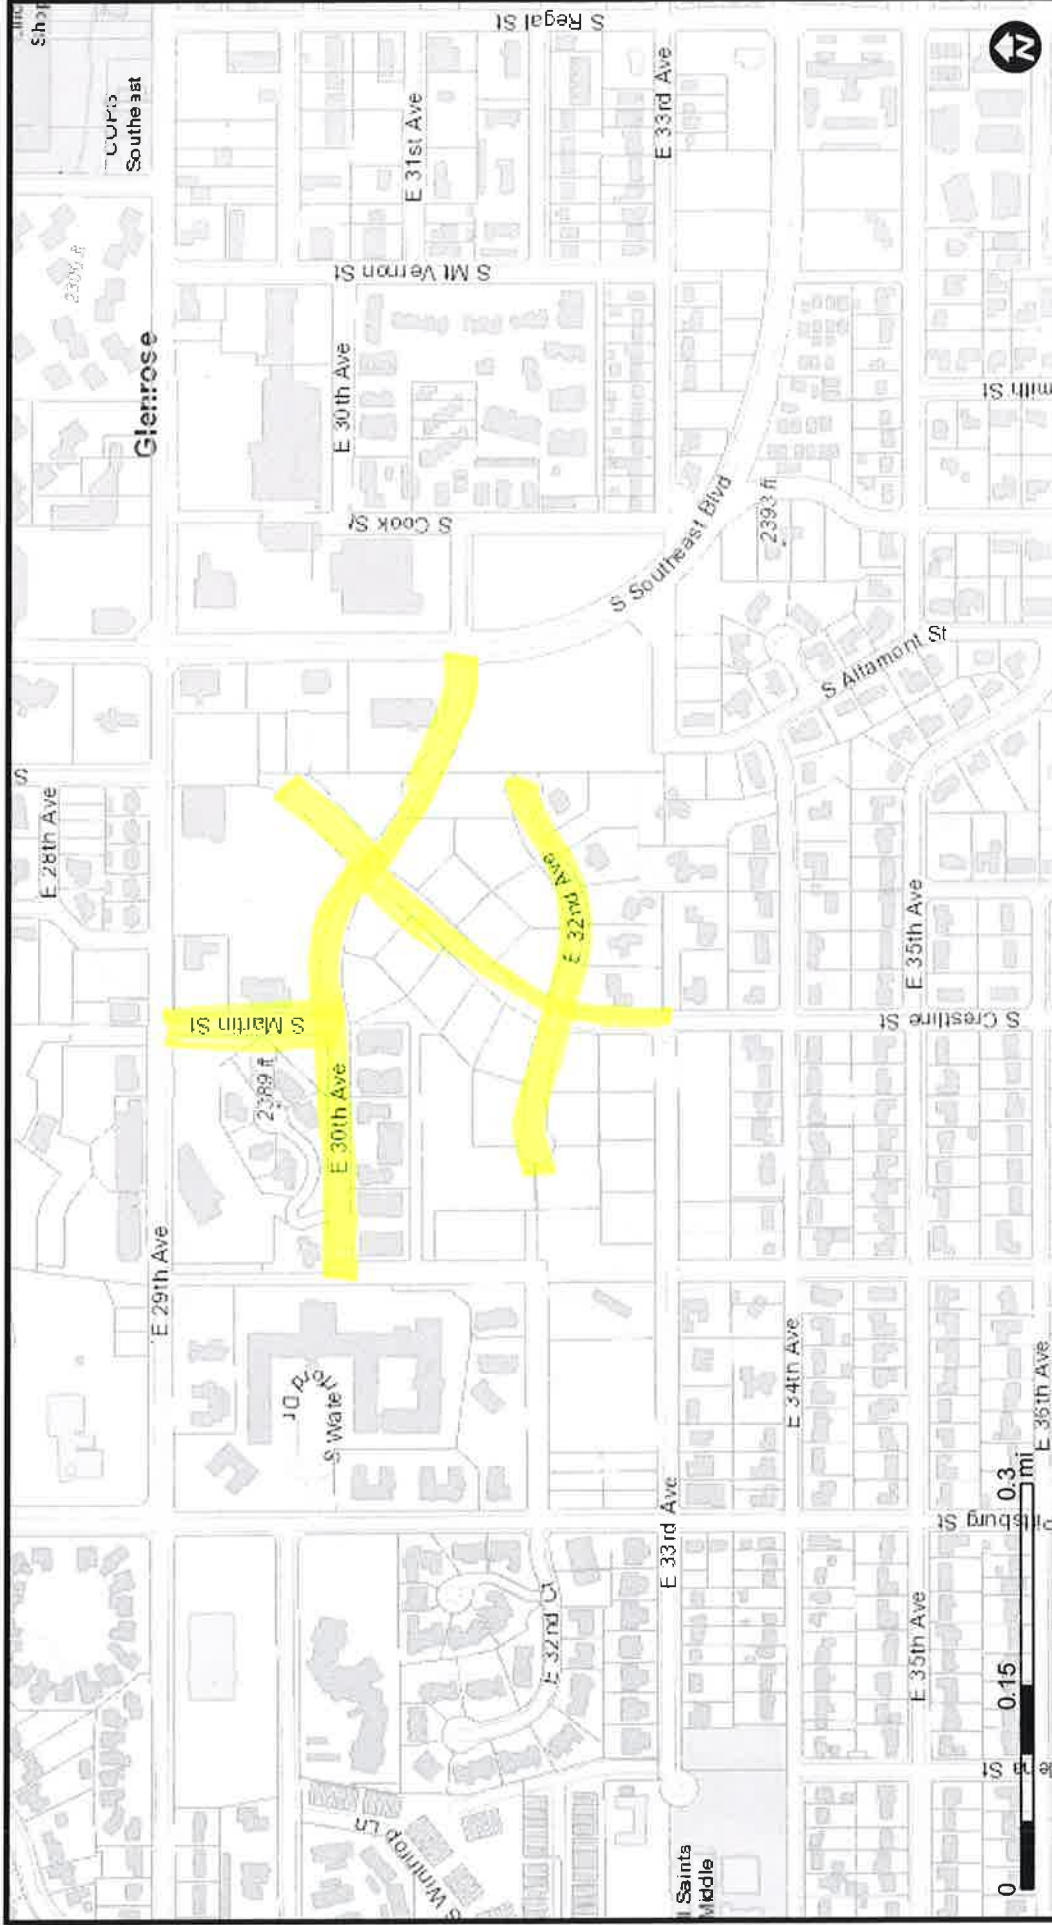 Southeast
S Regal St
E 31st Ave
E 33rd Ave
Glenrose
S Mt Vernon St
E 30th Ave
S Cook St
S Southeast Blvd
2393 ft
S Altamont St
E 28th Ave
S
S Martin St
2389 ft
E 30th Ave
E 32nd Ave
E 35th Ave
S Crestline St
E 29th Ave
S Waterford Dr
E 34th Ave
E 36th Ave
E 33rd Ave
E 32nd Ct
E 35th Ave
S Winthrop Ln
Saints
Middle
0 0.15 0.3 mi
N